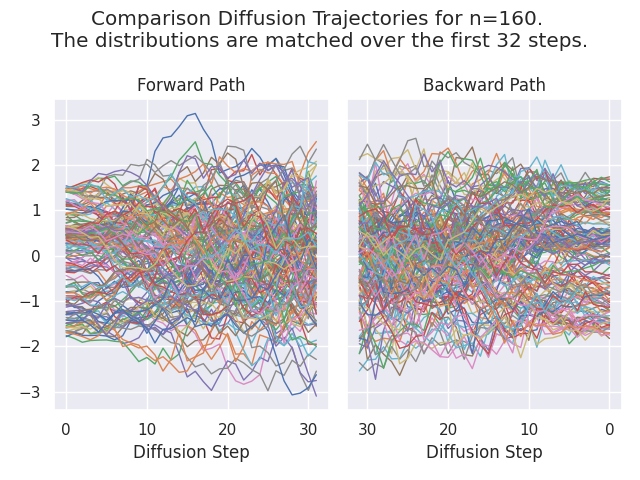 Comparison Diffusion Trajectories for n=160.
The distributions are matched over the first 32 steps.
Forward Path
Backward Path
3
2
1
0
−1
−2
−3
0 10 20 30
30 20 10 0
Diffusion Step
Diffusion Step